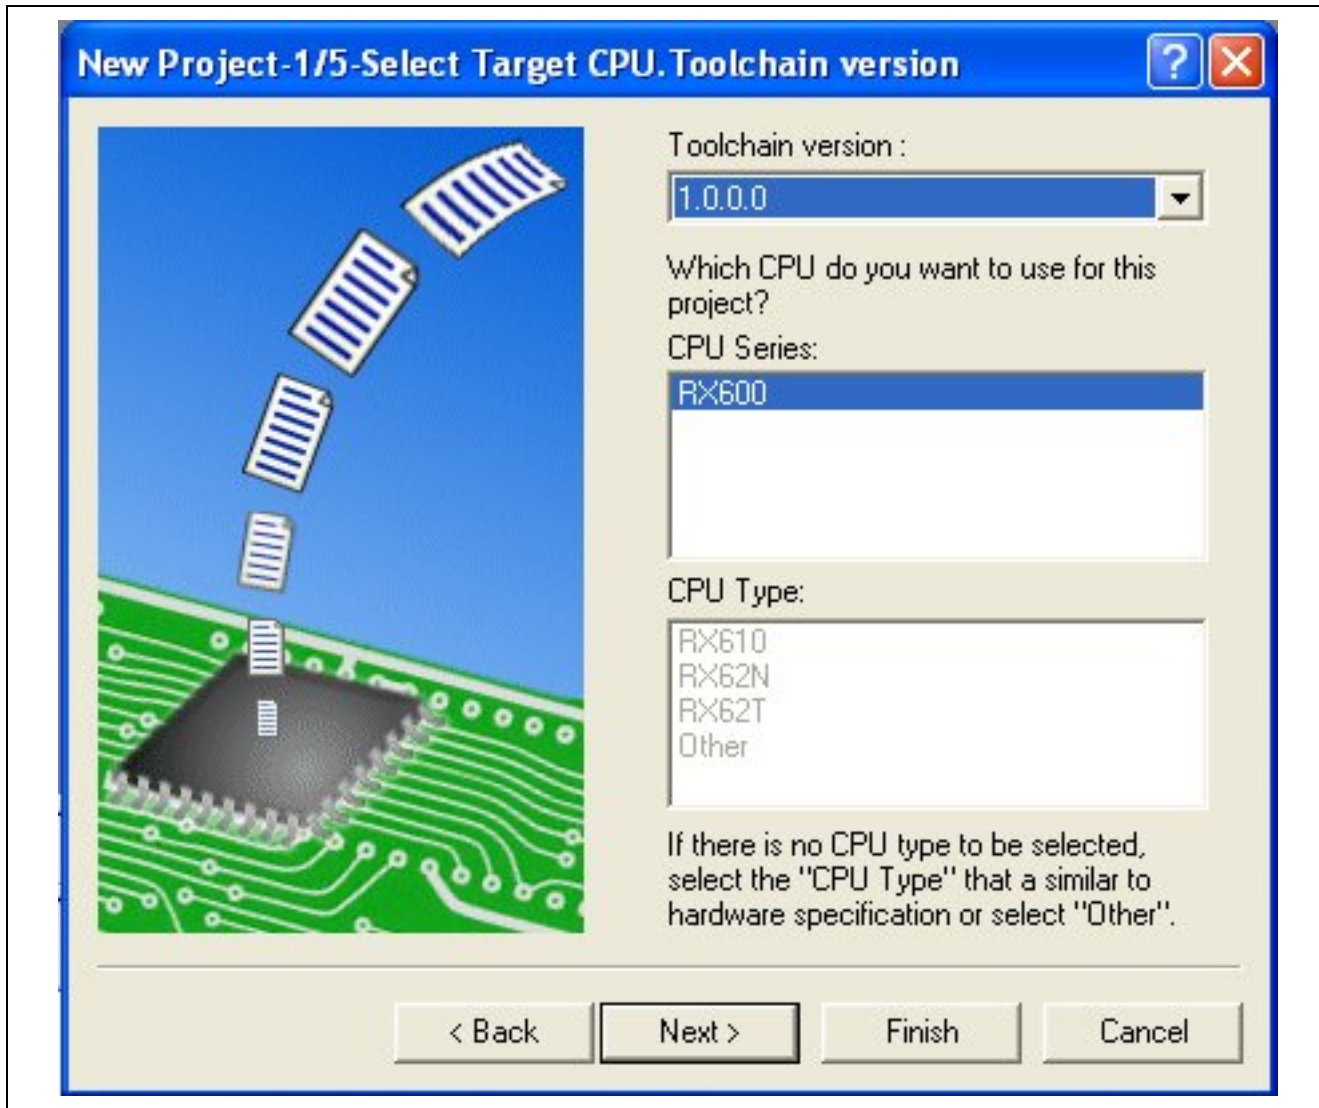 New Project-1/5-Select Target CPU.Toolchain version
Toolchain version :
1.0.0.0
Which CPU do you want to use for this
project?
CPU Series:
RX600
CPU Type:
RX610
RX62N
RX62T
Other
If there is no CPU type to be selected,
select the "CPU Type" that a similar to
hardware specification or select "Other".
< Back
Next >
Finish
Cancel